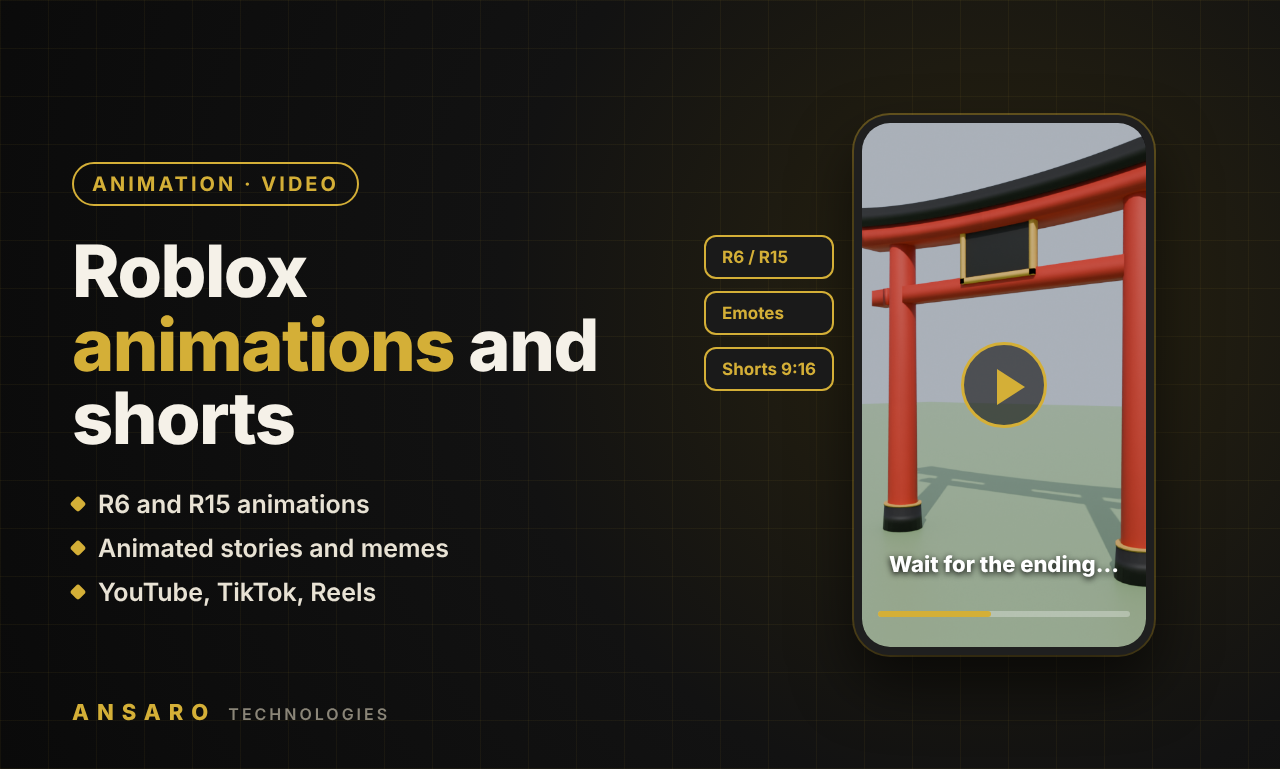 ANIMATION · VIDEO
Roblox
animations and
shorts
R6 and R15 animations
Animated stories and memes
YouTube, TikTok, Reels
ANSARO TECHNOLOGIES
R6 / R15
Emotes
Shorts 9:16
Wait for the ending...